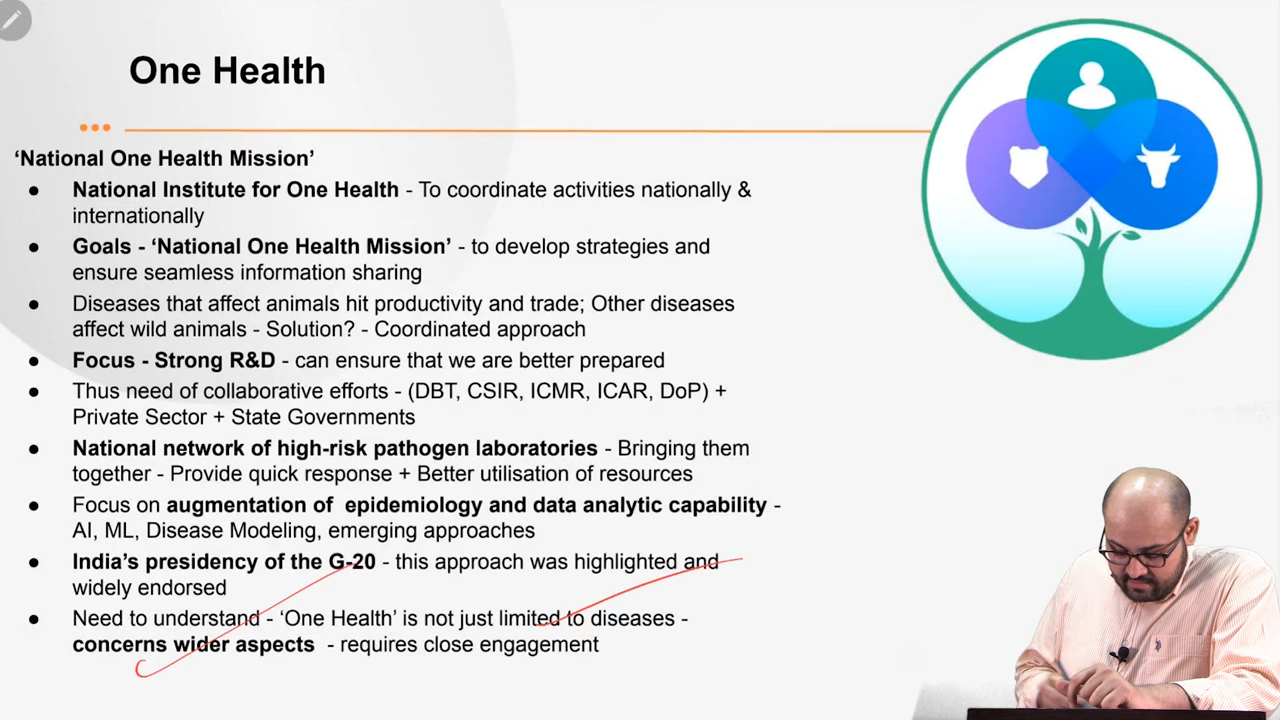 One Health
‘National One Health Mission’
● National Institute for One Health - To coordinate activities nationally &
internationally
● Goals - ‘National One Health Mission’ - to develop strategies and
ensure seamless information sharing
● Diseases that affect animals hit productivity and trade; Other diseases
affect wild animals - Solution? - Coordinated approach
● Focus - Strong R&D - can ensure that we are better prepared
● Thus need of collaborative efforts - (DBT, CSIR, ICMR, ICAR, DoP) +
Private Sector + State Governments
● National network of high-risk pathogen laboratories - Bringing them
together - Provide quick response + Better utilisation of resources
● Focus on augmentation of  epidemiology and data analytic capability -
AI, ML, Disease Modeling, emerging approaches
● India’s presidency of the G-20 - this approach was highlighted and
widely endorsed
● Need to understand - ‘One Health’ is not just limited to diseases -
concerns wider aspects  - requires close engagement